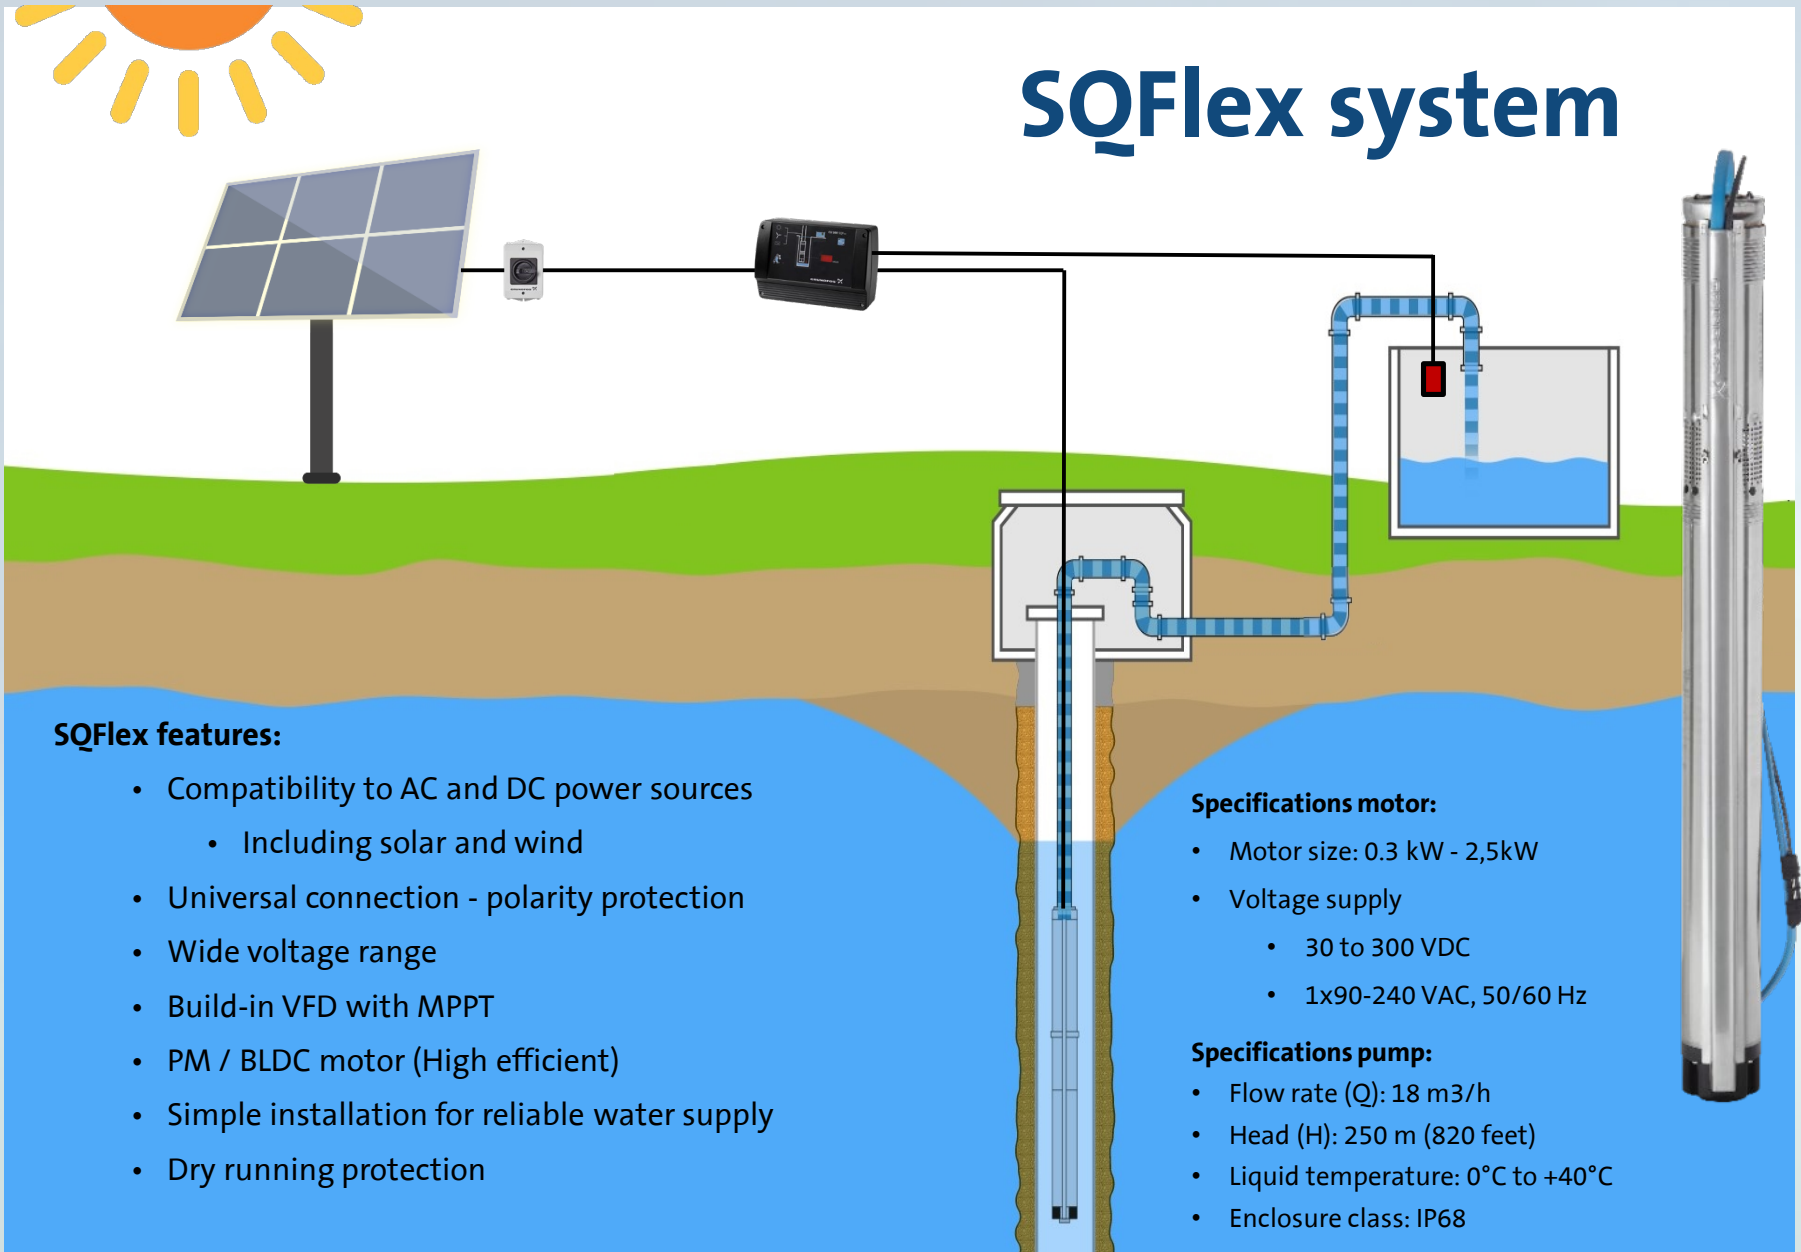 SQFlex system
SQFlex features:
• Compatibility to AC and DC power sources
• Including solar and wind
• Universal connection - polarity protection
• Wide voltage range
• Build-in VFD with MPPT
• PM / BLDC motor (High efficient)
• Simple installation for reliable water supply
• Dry running protection
Specifications motor:
• Motor size: 0.3 kW - 2,5kW
• Voltage supply
• 30 to 300 VDC
• 1x90-240 VAC, 50/60 Hz
Specifications pump:
• Flow rate (Q): 18 m3/h
• Head (H): 250 m (820 feet)
• Liquid temperature: 0°C to +40°C
• Enclosure class: IP68